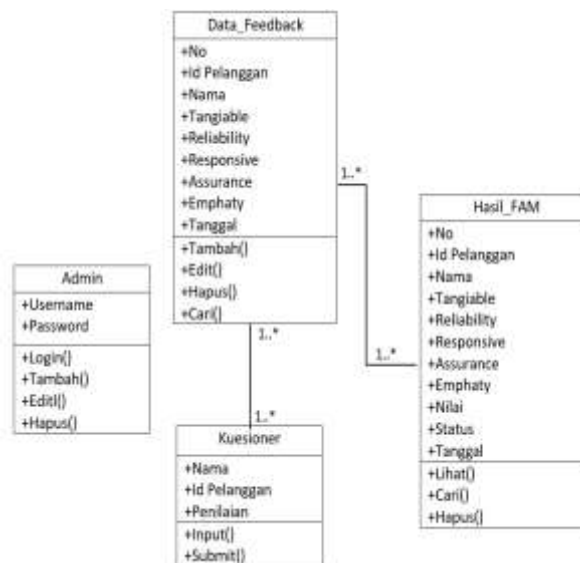 Data_Feedback
+No
+Id Pelanggan
+Nama
+Tangiable
+Reliability
+Responsive
+Assurance
+Emphaty
+Tanggal
+Tambah()
+Edit()
+Hapus()
+Cari()
1..*
1..*
1..*
1..*
Hasil_FAM
+No
+Id Pelanggan
+Nama
+Tangiable
+Reliability
+Responsive
+Assurance
+Emphaty
+Nilai
+Status
+Tanggal
+Lihat()
+Cari()
+Hapus()
Admin
+Username
+Password
+Login()
+Tambah()
+Editl()
+Hapus()
Kuesioner
+Nama
+Id Pelanggan
+Penilaian
+Input()
+Submit()